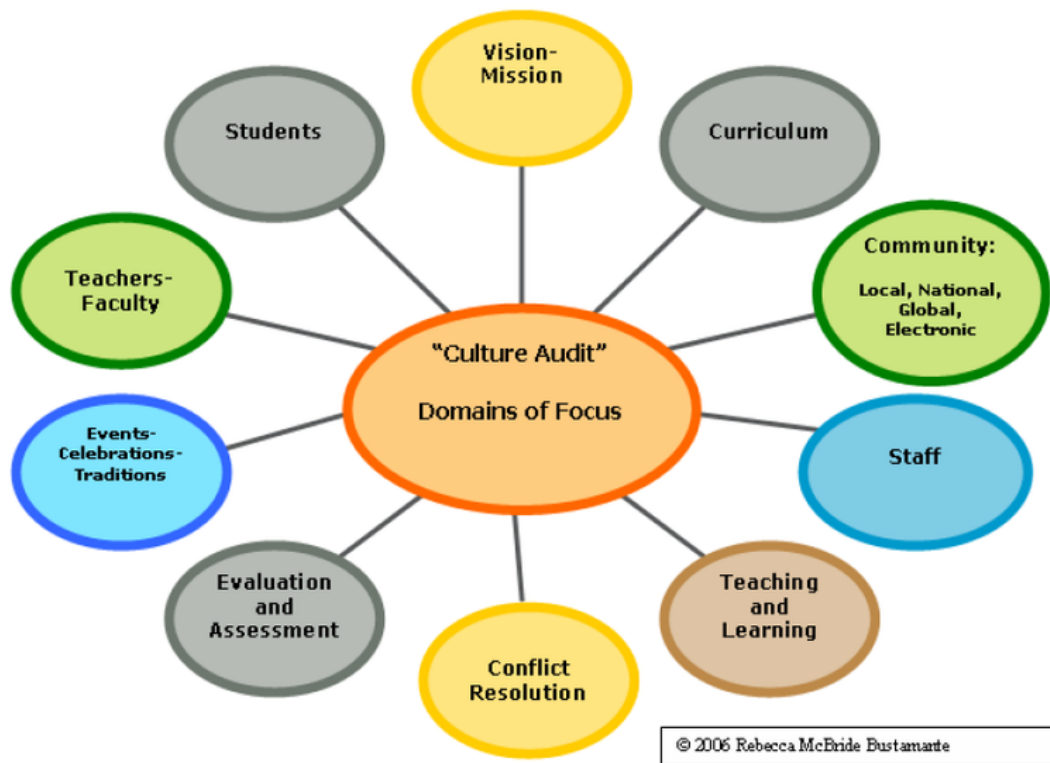 Vision-
Mission
Students
Curriculum
Teachers-
Faculty
Community:
Local, National,
Global,
Electronic
“Culture Audit”
Domains of Focus
Events-
Celebrations-
Traditions
Staff
Evaluation
and
Assessment
Teaching
and
Learning
Conflict
Resolution
© 2006 Rebecca McBride Bustamante